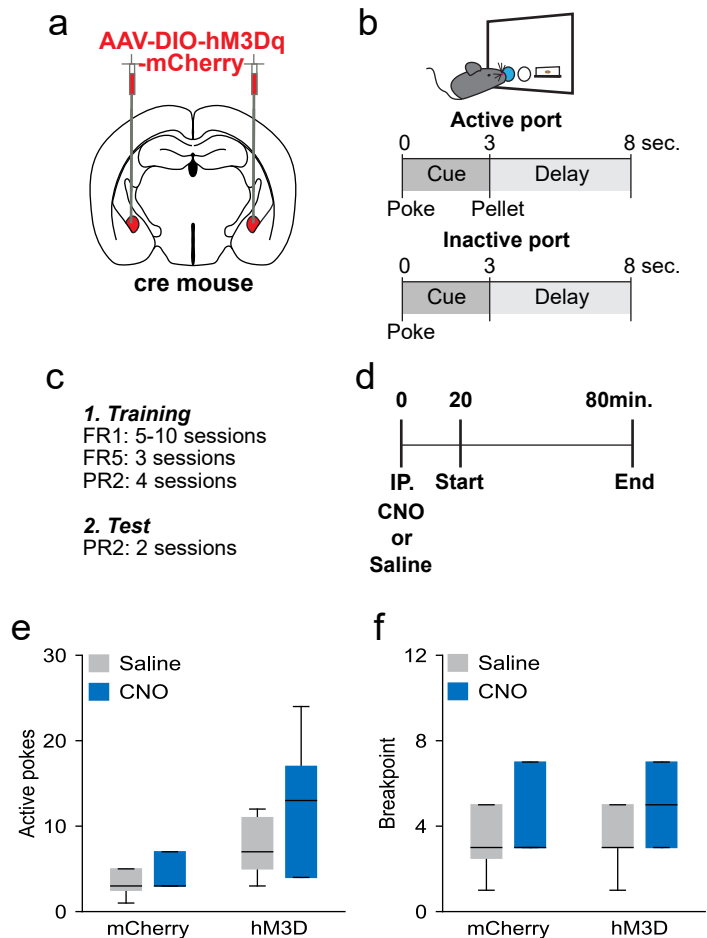 a
AAV-DIO-hM3Dq
-mCherry
cre mouse
b
Active port
0 3 8 sec.
Cue Delay
Poke Pellet
Inactive port
0 3 8 sec.
Cue Delay
Poke
c
1. Training
FR1: 5-10 sessions
FR5: 3 sessions
PR2: 4 sessions
2. Test
PR2: 2 sessions
d
0 20 80min.
IP. Start End
CNO
or
Saline
e
Active pokes
30
20
10
0
Saline
CNO
mCherry hM3D
f
Breakpoint
12
8
4
0
Saline
CNO
mCherry hM3D